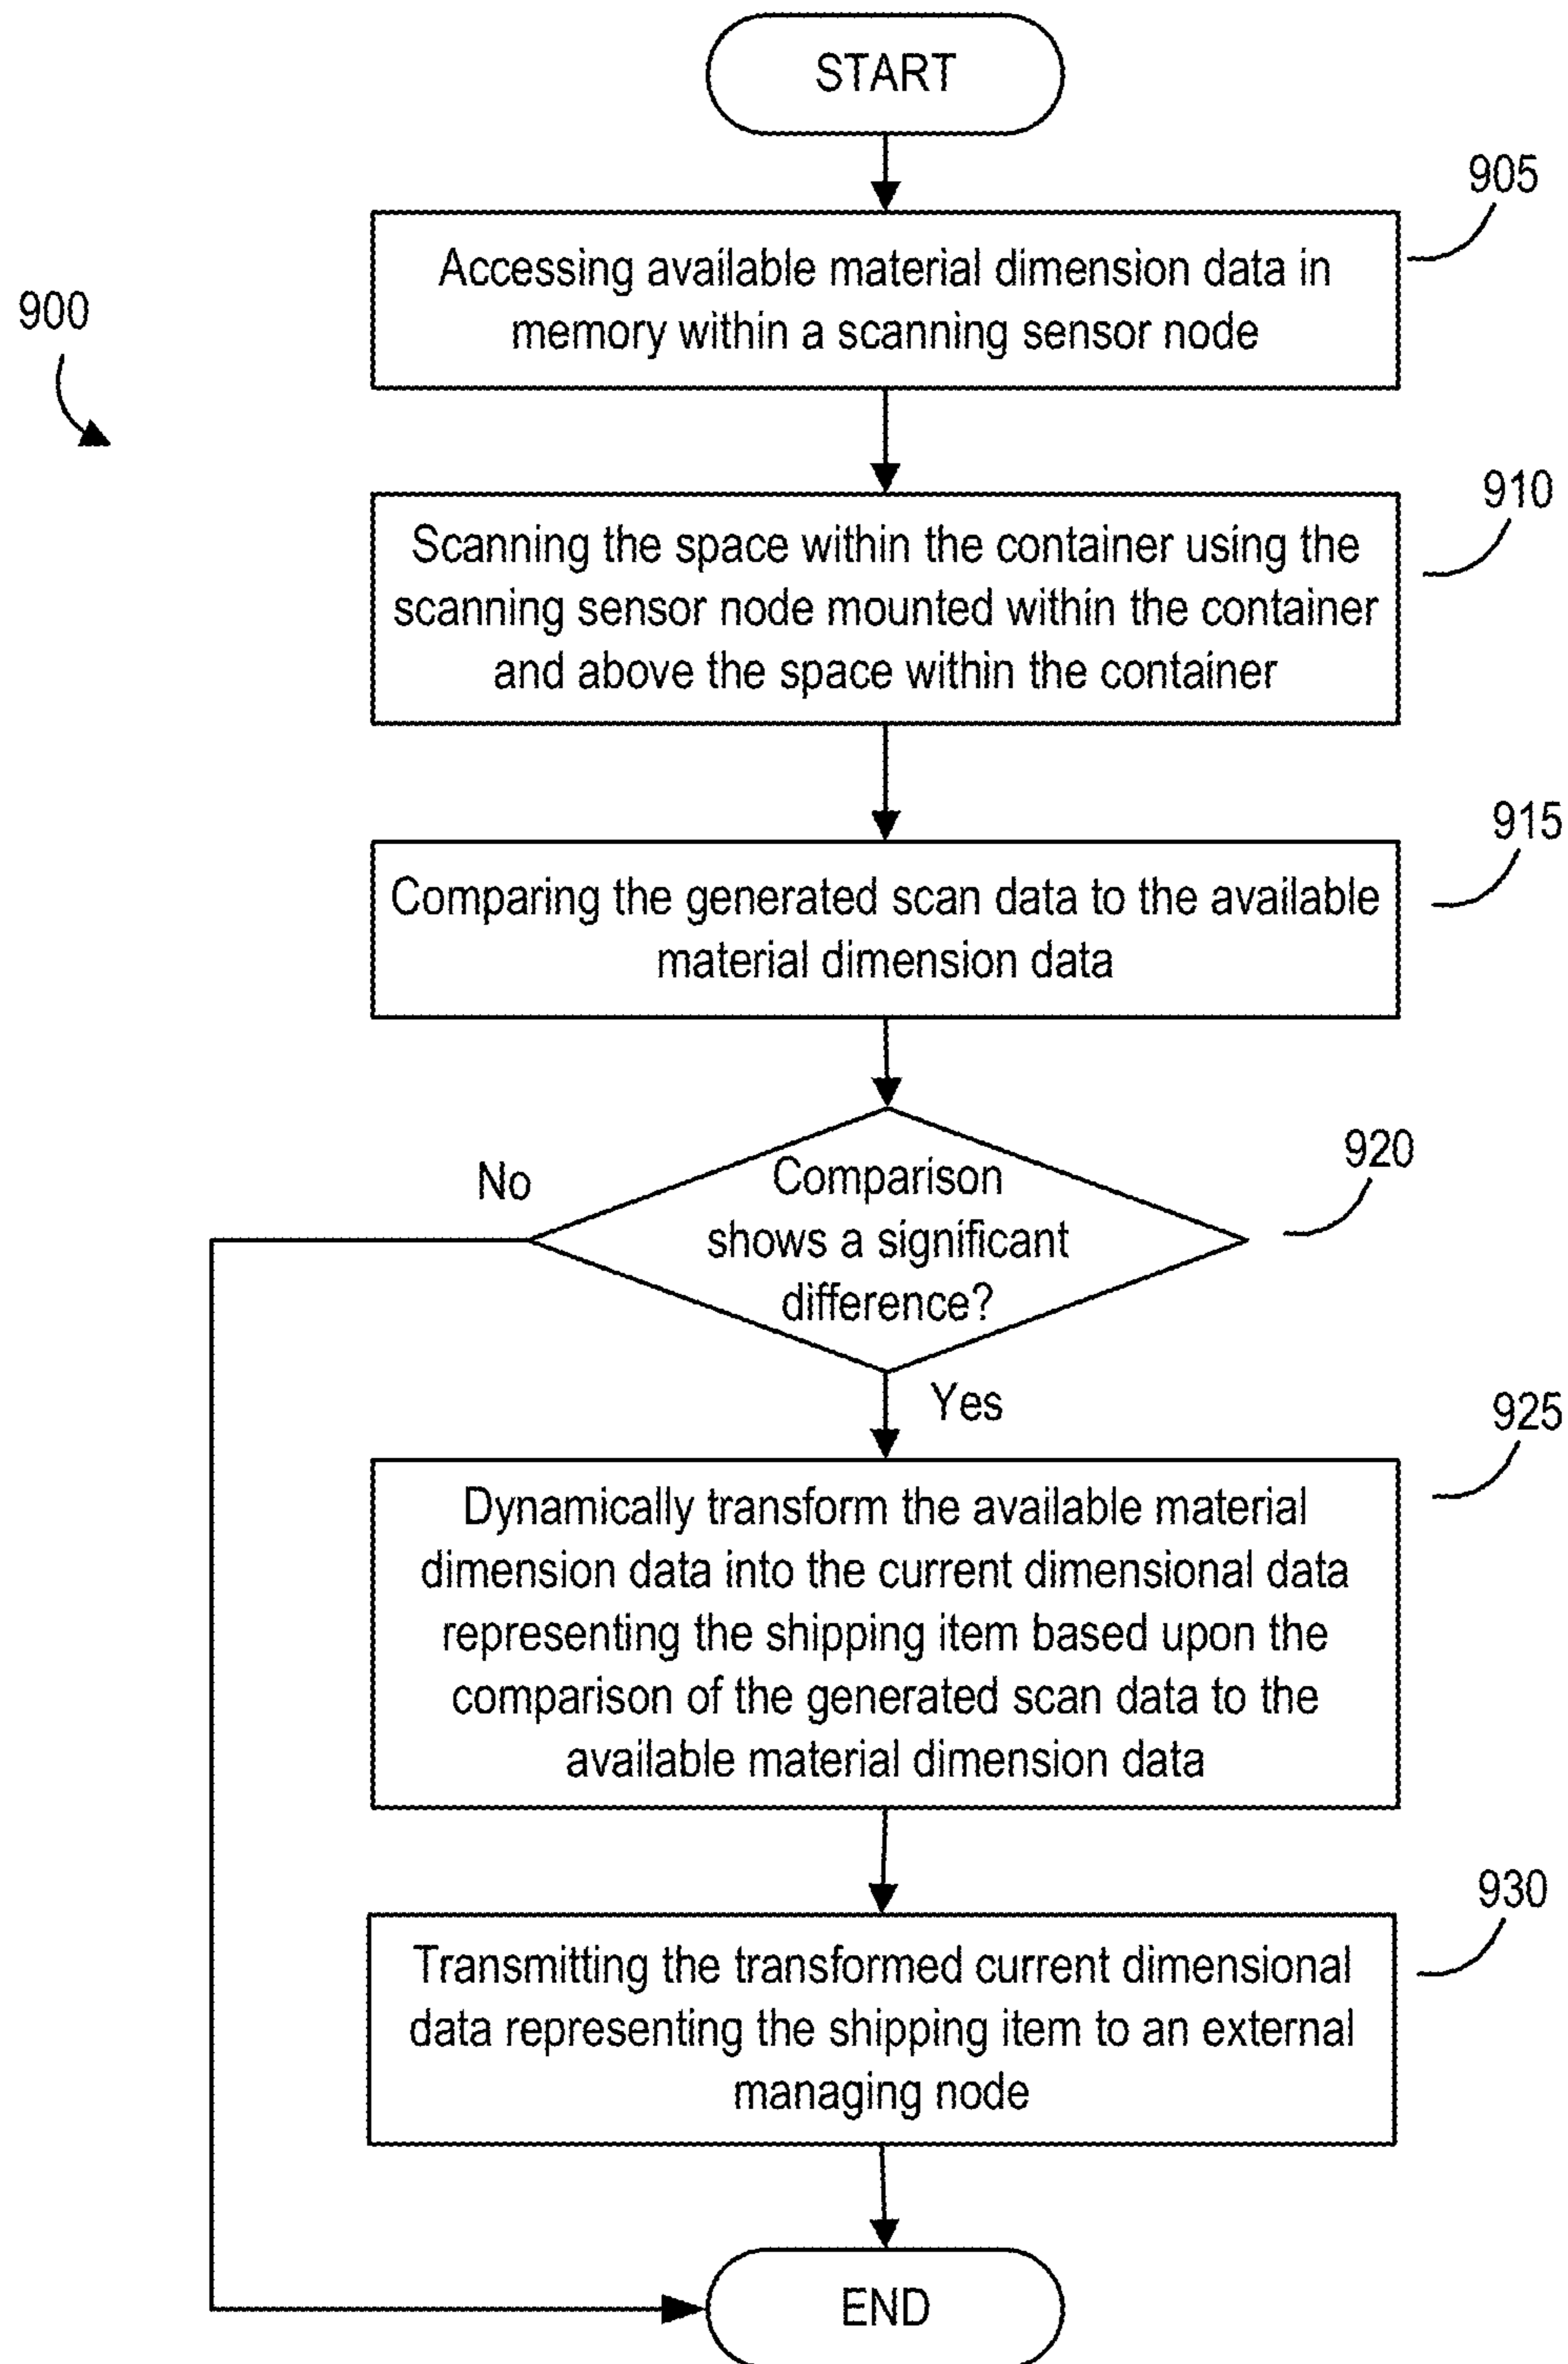 START
905
Accessing available material dimension data in
memory within a scanning sensor node
900
910
Scanning the space within the container using the
scanning sensor node mounted within the container
and above the space within the container
915
Comparing the generated scan data to the available
material dimension data
920
No
Comparison
shows a significant
difference?
Yes
925
Dynamically transform the available material
dimension data into the current dimensional data
representing the shipping item based upon the
comparison of the generated scan data to the
available material dimension data
930
Transmitting the transformed current dimensional
data representing the shipping item to an external
managing node
END